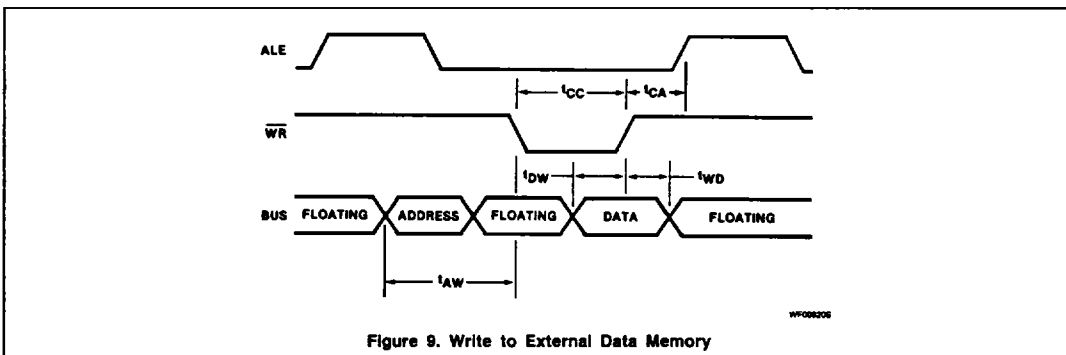 ALE
tCC
tCA
WR
tDW
tWD
BUS FLOATING ADDRESS FLOATING DATA FLOATING
tAW
Figure 9. Write to External Data Memory